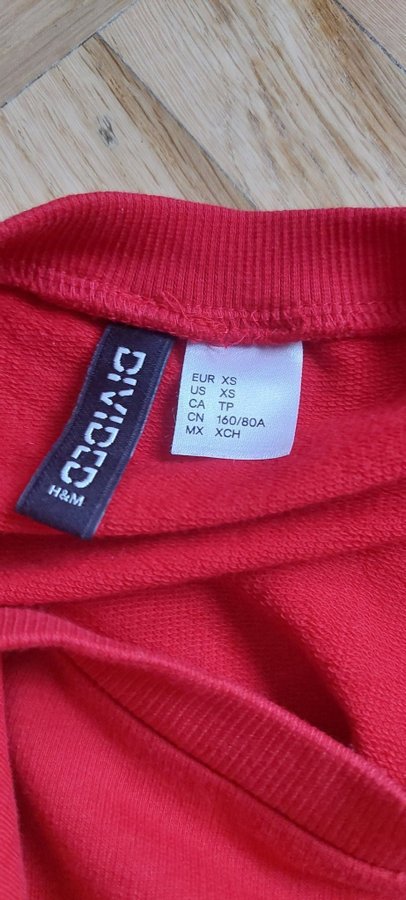 DIVIDED
H&M
EUR XS
US XS
CA TP
CN 160/80A
MX XCH